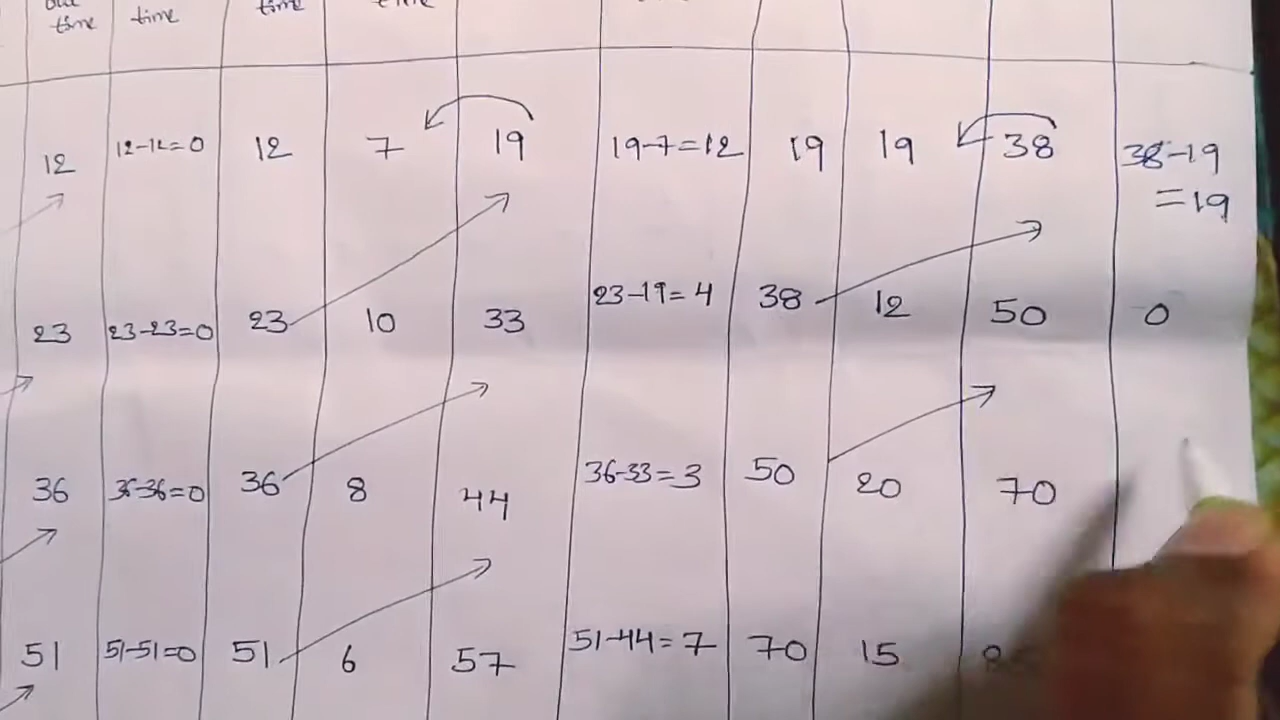 time time time time
12 12-12=0 12 7 19 19-7=12 19 19 38 38-19
=19
23 23-23=0 23 10 33 23-19=4 38 12 50 0
36 36-36=0 36 8 44 36-33=3 50 20 70
51 51-51=0 51 6 57 51-44=7 70 15